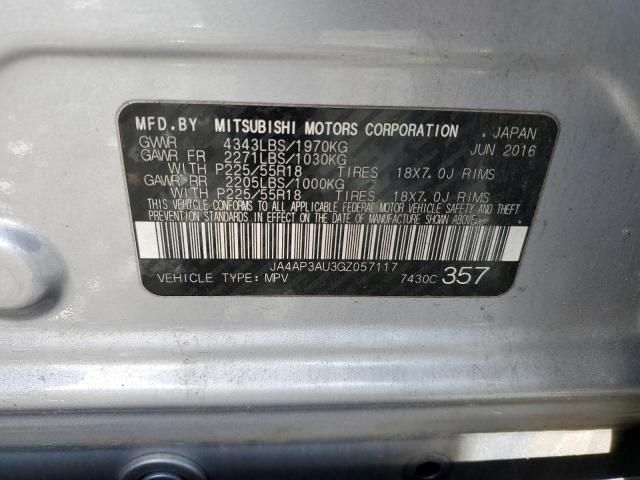 MFD.BY MITSUBISHI MOTORS CORPORATION , JAPAN
GVWR 4343LBS/1970KG JUN 2016
GAWR FR 2271LBS/1030KG
WITH P225/55R18 TIRES 18X7.0J RIMS
GAWR RR 2205LBS/1000KG
WITH P225/55R18 TIRES 18X7.0J RIMS
THIS VEHICLE CONFORMS TO ALL APPLICABLE FEDERAL MOTOR VEHICLE SAFETY AND THEFT
PREVENTION STANDARDS IN EFFECT ON THE DATE OF MANUFACTURE SHOWN ABOVE.
JA4AP3AU3GZ057117
VEHICLE TYPE: MPV 7430C 357